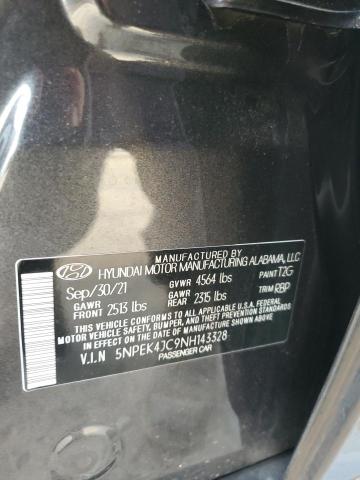 MANUFACTURED BY
HYUNDAI MOTOR MANUFACTURING ALABAMA, LLC
Sep/30/21 GVWR 4564 lbs PAINT T2G
GAWR FRONT 2513 lbs GAWR REAR 2315 lbs TRIM RBP
THIS VEHICLE CONFORMS TO ALL APPLICABLE U.S.A. FEDERAL
MOTOR VEHICLE SAFETY, BUMPER, AND THEFT PREVENTION
STANDARDS IN EFFECT ON THE DATE OF MANUFACTURE
SHOWN ABOVE.
V.I.N 5NPEK4JC9NH143328
PASSENGER CAR